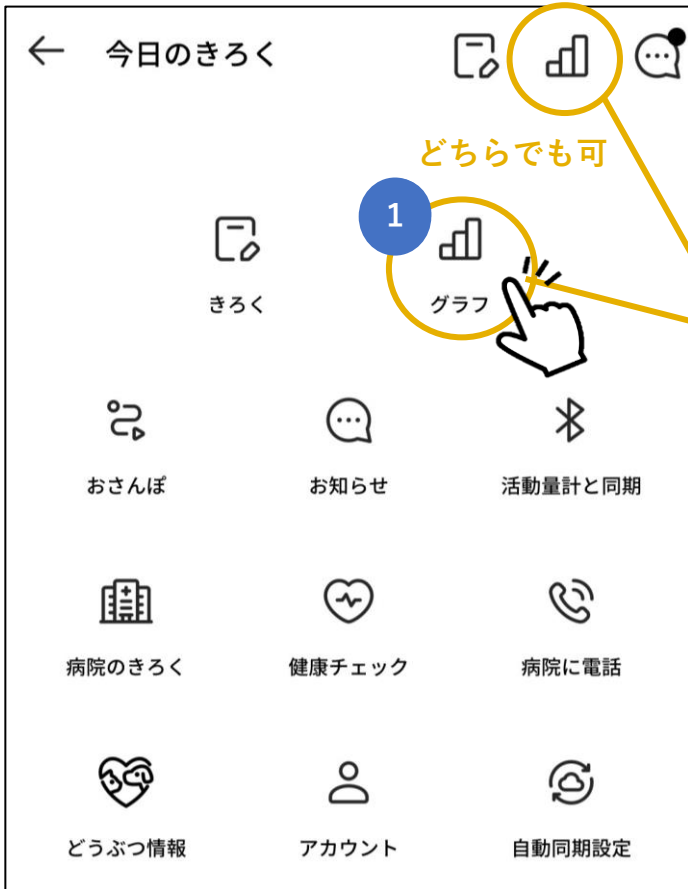 今日のきろく
どちらでも可
1
きろく
グラフ
おさんぽ
お知らせ
活動量計と同期
病院のきろく
健康チェック
病院に電話
どうぶつ情報
アカウント
自動同期設定